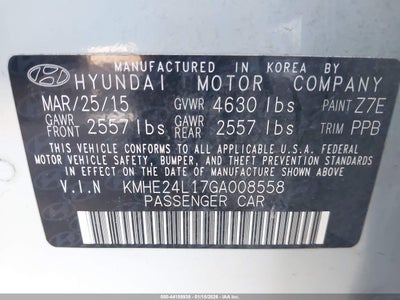 MANUFACTURED IN KOREA BY
HYUNDAI MOTOR COMPANY
MAR/25/15 GVWR 4630 lbs PAINT Z7E
GAWR FRONT 2557 lbs GAWR REAR 2557 lbs TRIM PPB
THIS VEHICLE CONFORMS TO ALL APPLICABLE U.S. FEDERAL
MOTOR VEHICLE SAFETY, BUMPER, AND THEFT PREVENTION STANDARDS
IN EFFECT ON THE DATE OF MANUFACTURE SHOWN ABOVE.
V.I.N KMHE24L17GA008558
PASSENGER CAR